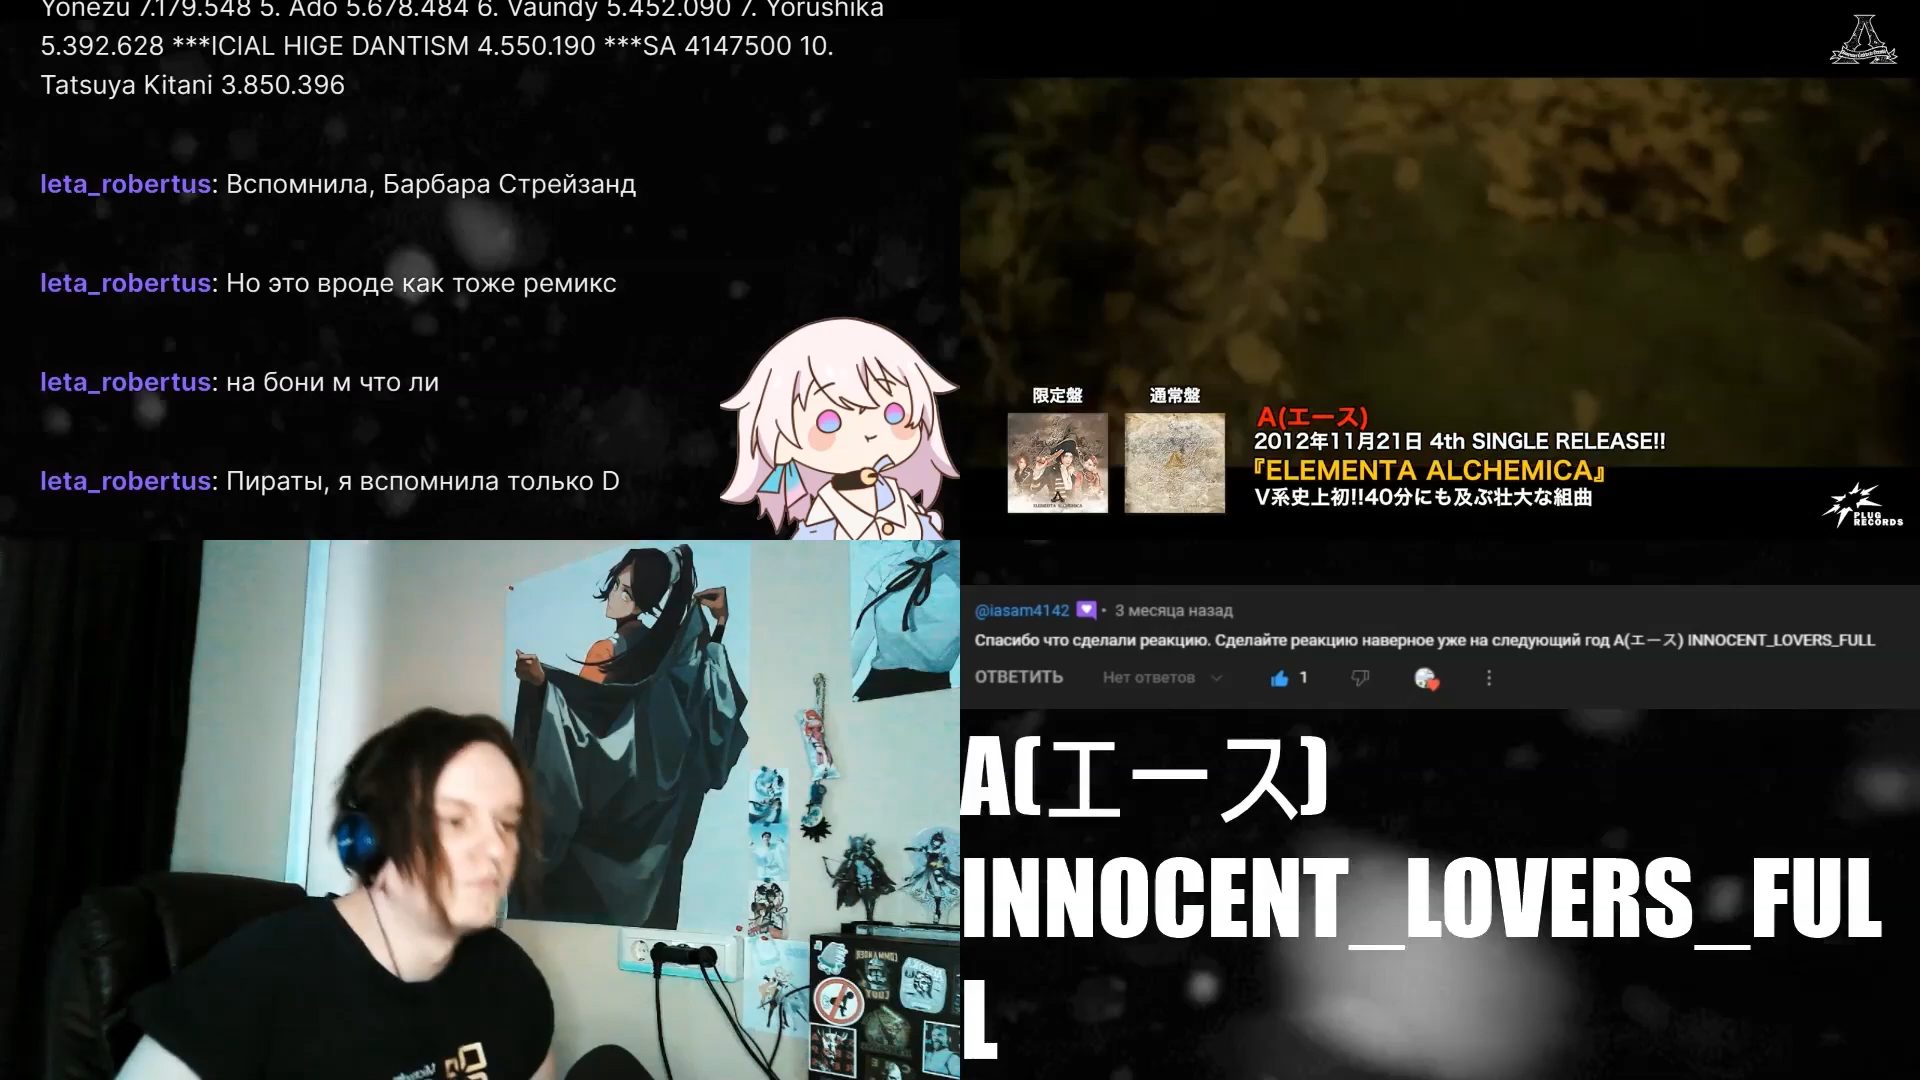 Yonezu 7.179.548 5. Ado 5.678.484 6. Vaundy 5.452.090 7. Yorushika
5.392.628 ***ICIAL HIGE DANTISM 4.550.190 ***SA 4147500 10.
Tatsuya Kitani 3.850.396
leta_robertus: Вспомнила, Барбара Стрейзанд
leta_robertus: Но это вроде как тоже ремикс
leta_robertus: на бони м что ли
leta_robertus: Пираты, я вспомнила только D
限定盤
通常盤
ELEMENTA ALCHEMICA
A(エース)
2012年11月21日 4th SINGLE RELEASE!!
『ELEMENTA ALCHEMICA』
V系史上初!!40分にも及ぶ壮大な組曲
PLUG
RECORDS
@iasam4142 • 3 месяца назад
Спасибо что сделали реакцию. Сделайте реакцию наверное уже на следующий год A(エース) INNOCENT_LOVERS_FULL
ОТВЕТИТЬ
Нет ответов
1
A(エース)
INNOCENT_LOVERS_FUL
L